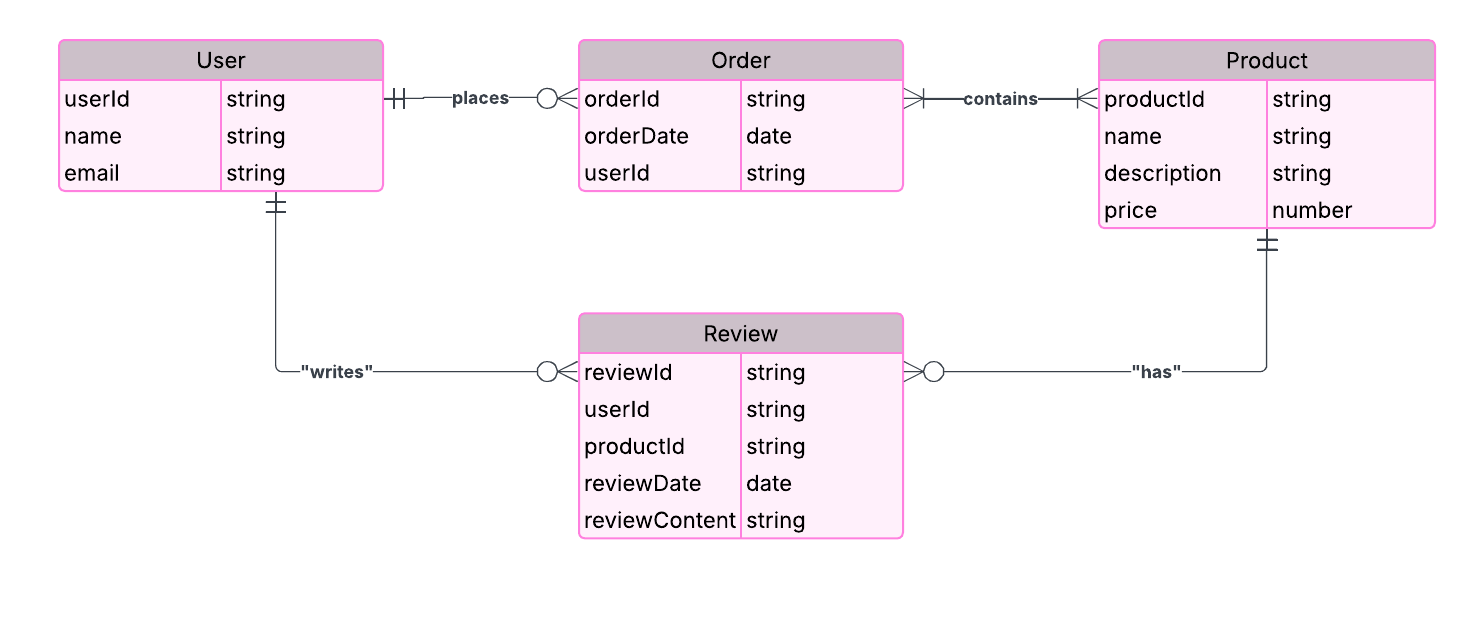 User
userId string
name string
email string
places
Order
orderId string
orderDate date
userId string
contains
Product
productId string
name string
description string
price number
"writes"
Review
reviewId string
userId string
productId string
reviewDate date
reviewContent string
"has"